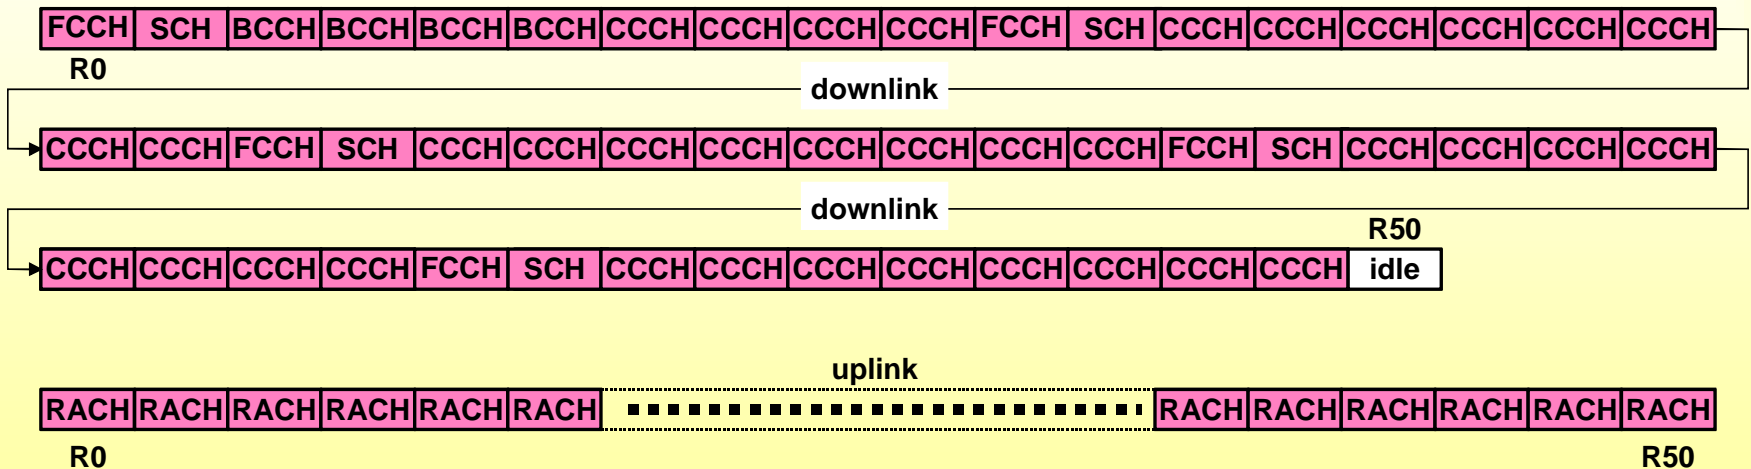 FCCH SCH BCCH BCCH BCCH BCCH CCCH CCCH CCCH CCCH FCCH SCH CCCH CCCH CCCH CCCH CCCH CCCH
R0
downlink
CCCH CCCH FCCH SCH CCCH CCCH CCCH CCCH CCCH CCCH CCCH CCCH FCCH SCH CCCH CCCH CCCH CCCH
downlink
R50
CCCH CCCH CCCH CCCH FCCH SCH CCCH CCCH CCCH CCCH CCCH CCCH CCCH CCCH idle
uplink
RACH RACH RACH RACH RACH RACH RACH RACH RACH RACH RACH RACH
R0 R50